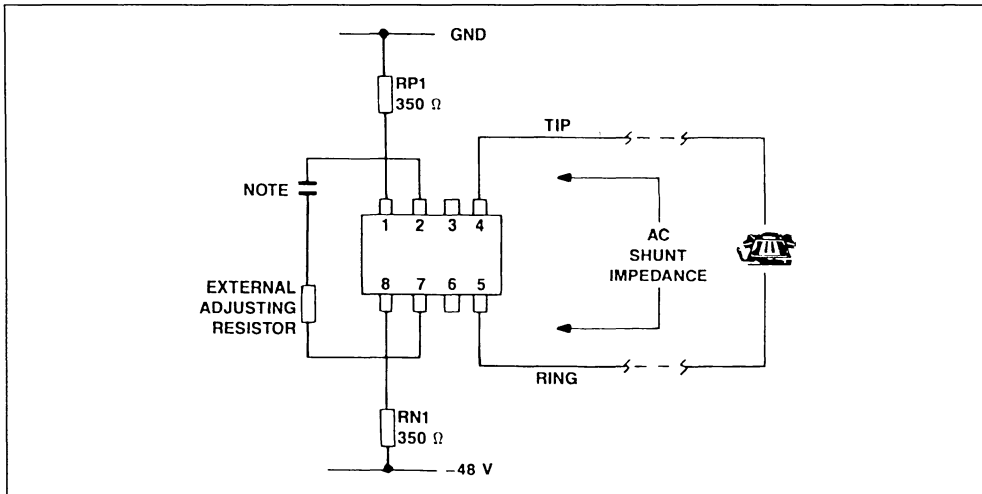 GND
RP1
350 Ω
TIP
NOTE
1 2 3 4
AC
SHUNT
IMPEDANCE
8 7 6 5
EXTERNAL
ADJUSTING
RESISTOR
RING
RN1
350 Ω
−48 V